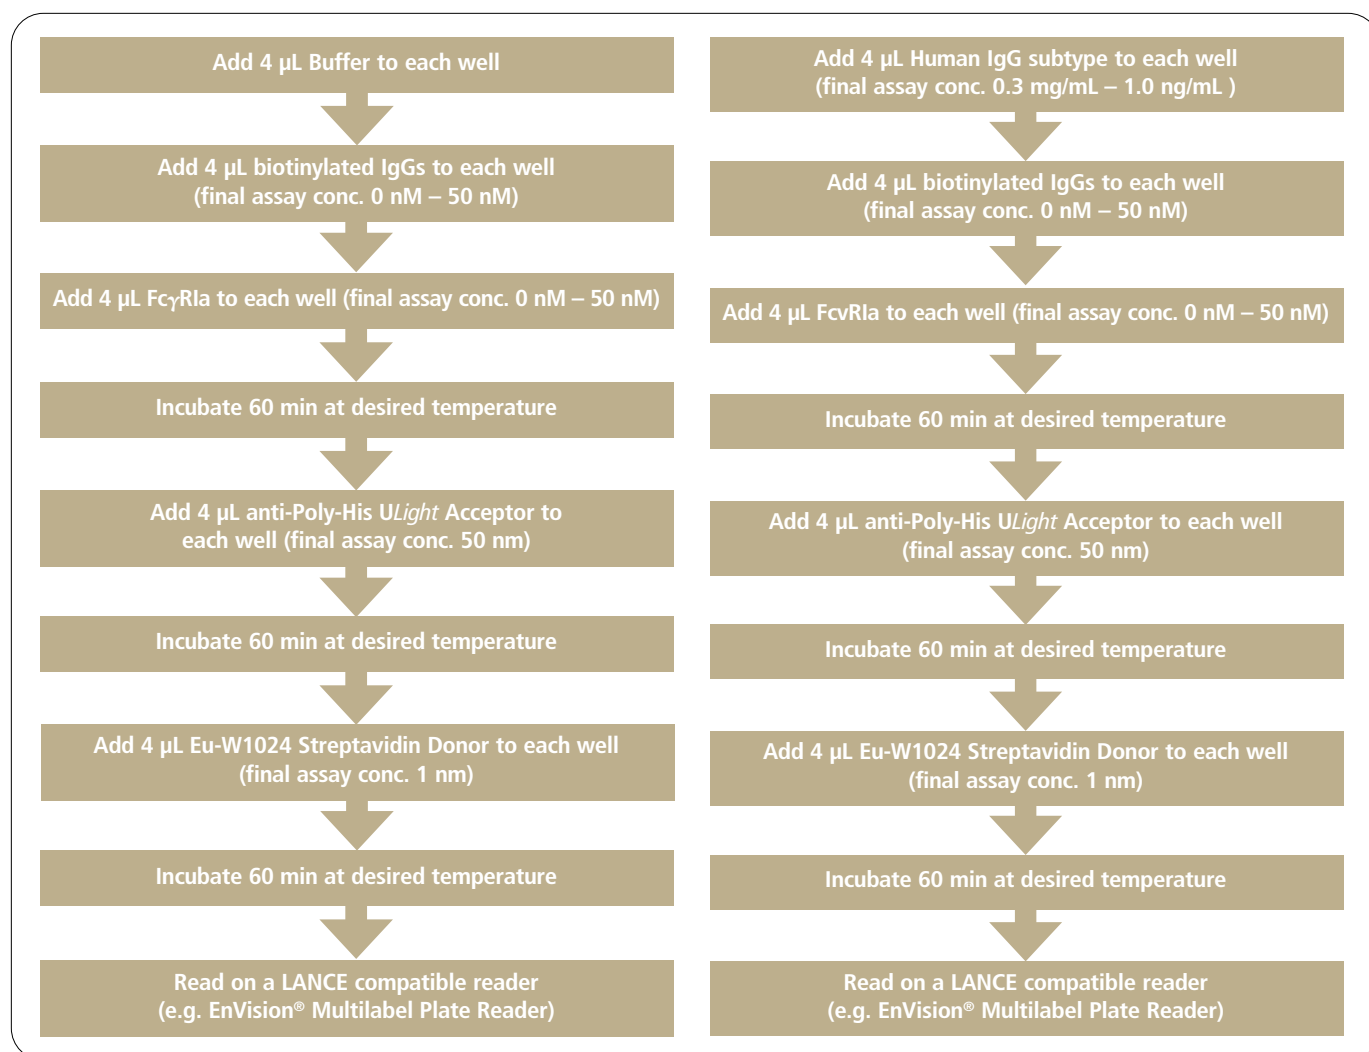 Add 4 µL Buffer to each well
Add 4 µL biotinylated IgGs to each well
(final assay conc. 0 nM – 50 nM)
Add 4 µL FcγRIa to each well (final assay conc. 0 nM – 50 nM)
Incubate 60 min at desired temperature
Add 4 µL anti-Poly-His ULight Acceptor to
each well (final assay conc. 50 nm)
Incubate 60 min at desired temperature
Add 4 µL Eu-W1024 Streptavidin Donor to each well
(final assay conc. 1 nm)
Incubate 60 min at desired temperature
Read on a LANCE compatible reader
(e.g. EnVision® Multilabel Plate Reader)
Add 4 µL Human IgG subtype to each well
(final assay conc. 0.3 mg/mL – 1.0 ng/mL )
Add 4 µL biotinylated IgGs to each well
(final assay conc. 0 nM – 50 nM)
Add 4 µL FcvRIa to each well (final assay conc. 0 nM – 50 nM)
Incubate 60 min at desired temperature
Add 4 µL anti-Poly-His ULight Acceptor to each well
(final assay conc. 50 nm)
Incubate 60 min at desired temperature
Add 4 µL Eu-W1024 Streptavidin Donor to each well
(final assay conc. 1 nm)
Incubate 60 min at desired temperature
Read on a LANCE compatible reader
(e.g. EnVision® Multilabel Plate Reader)